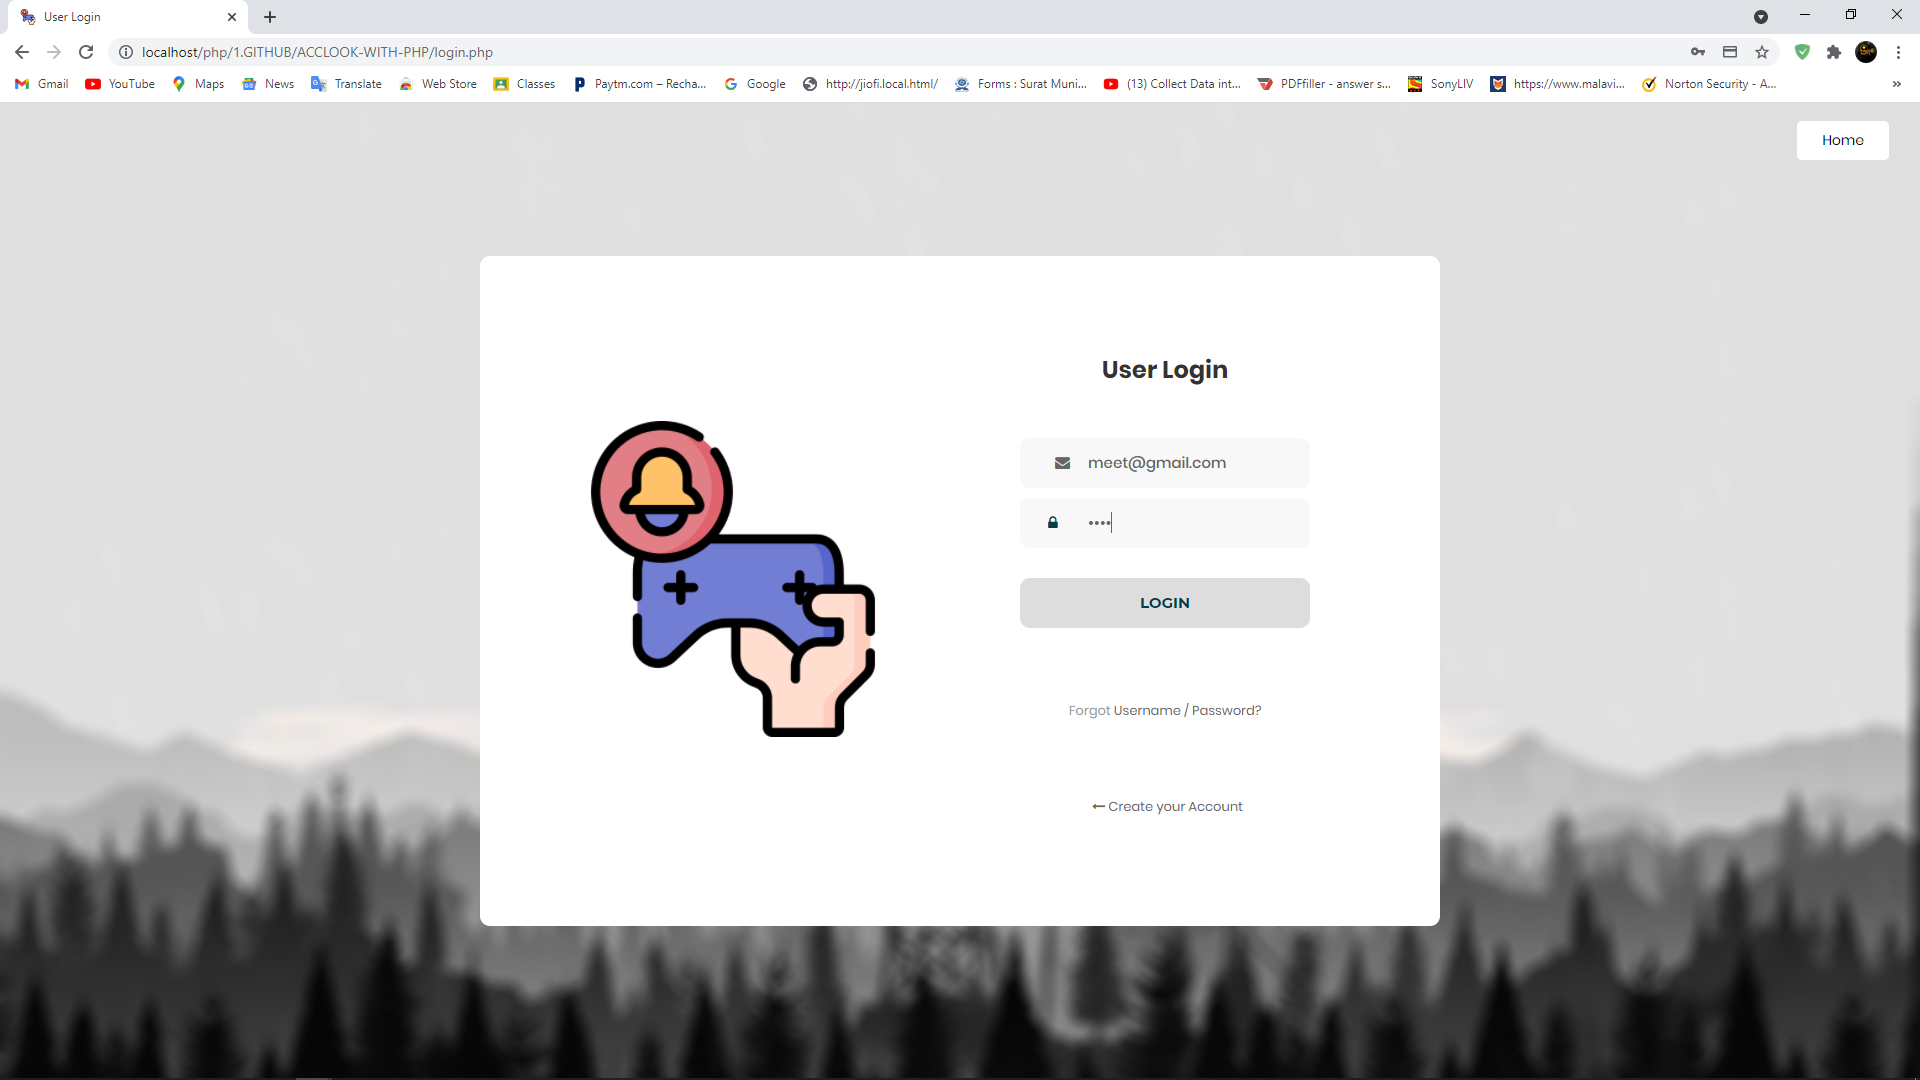 User Login
localhost/php/1.GITHUB/ACCLOOK-WITH-PHP/login.php
Gmail YouTube Maps News Translate Web Store Classes Paytm.com – Recha... Google http://jiofi.local.html/ Forms : Surat Muni... (13) Collect Data int... PDFfiller - answer s... SonyLIV https://www.malavi... Norton Security - A... »
Home
User Login
meet@gmail.com
••••
LOGIN
Forgot Username / Password?
← Create your Account